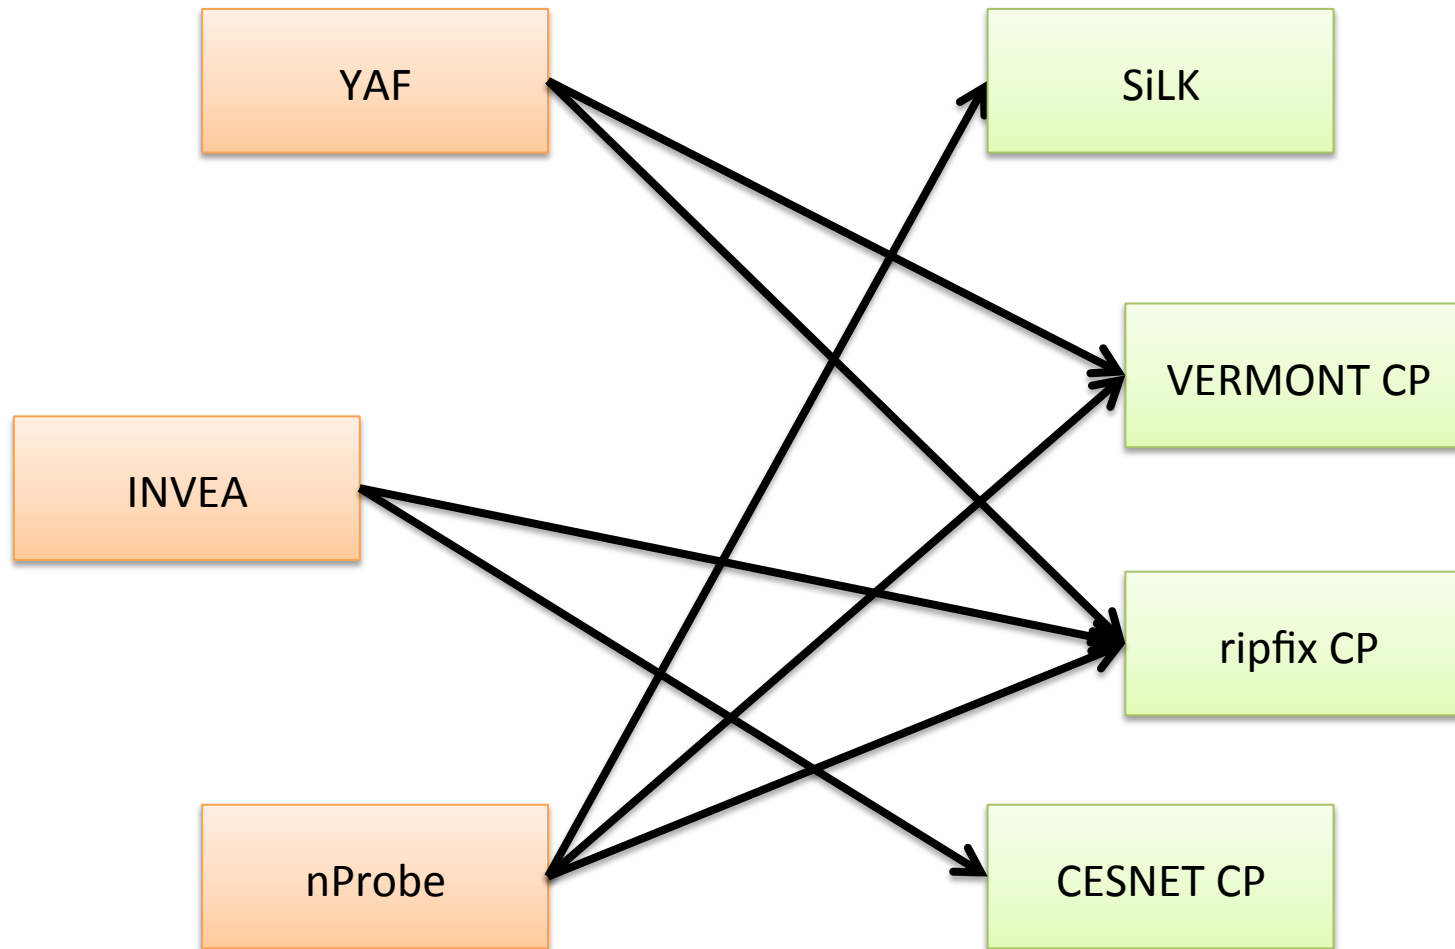 YAF
SiLK
VERMONT CP
INVEA
ripfix CP
nProbe
CESNET CP